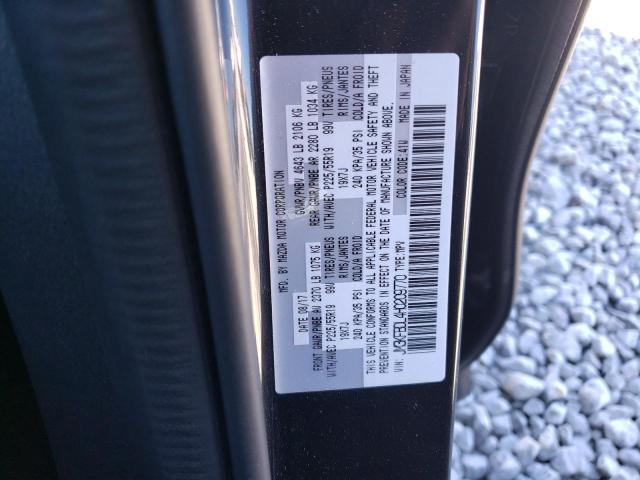 MFD. BY MAZDA MOTOR CORPORATION
DATE 08/17 GVWR/PNBV 4643 LB 2106 KG
FRONT GAWR/PNBE AV 2370 LB 1075 KG REAR GAWR/PNBE AR 2280 LB 1034 KG
WITH/AVEC P225/55R19 99V TIRES/PNEUS WITH/AVEC P225/55R19 99V TIRES/PNEUS
19X7J RIMS/JANTES 19X7J RIMS/JANTES
240 KPA/35 PSI COLD/A FROID 240 KPA/35 PSI COLD/A FROID
THIS VEHICLE CONFORMS TO ALL APPLICABLE FEDERAL MOTOR VEHICLE SAFETY AND THEFT
PREVENTION STANDARDS IN EFFECT ON THE DATE OF MANUFACTURE SHOWN ABOVE.
MADE IN JAPAN
VIN: TYPE: MPV COLOR CODE: 41W